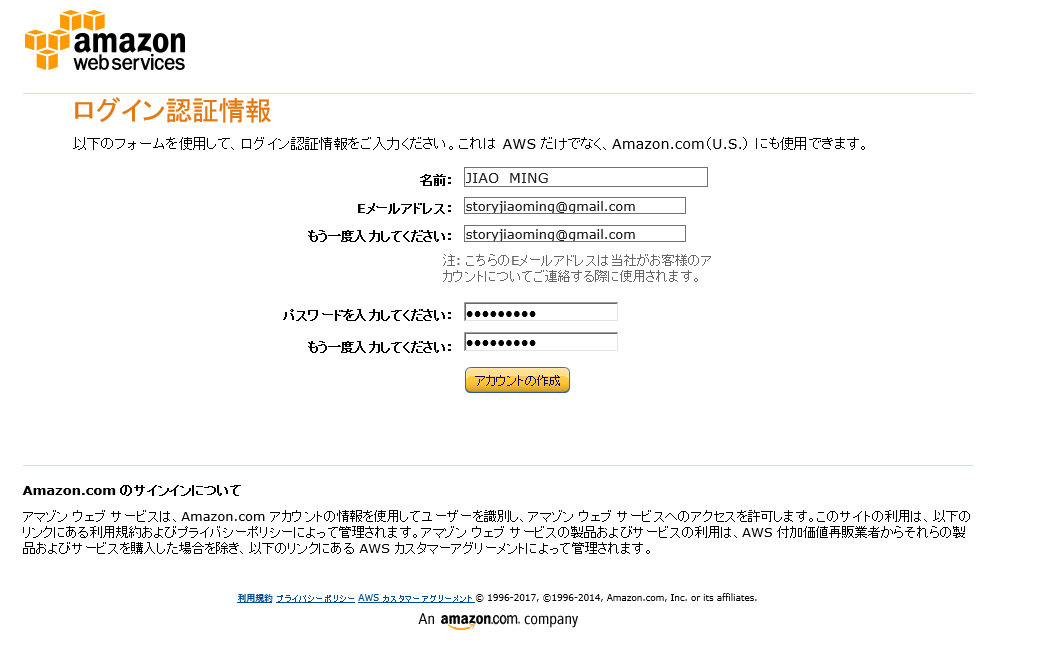 amazon
web services
ログイン認証情報
以下のフォームを使用して、ログイン認証情報をご入力ください。これは AWS だけでなく、Amazon.com（U.S.） にも使用できます。
名前: JIAO MING
Eメールアドレス: storyjiaoming@gmail.com
もう一度入力してください: storyjiaoming@gmail.com
注: こちらのEメールアドレスは当社がお客様のア
カウントについてご連絡する際に使用されます。
パスワードを入力してください: ●●●●●●●●●
もう一度入力してください: ●●●●●●●●●
アカウントの作成
Amazon.com のサインインについて
アマゾン ウェブ サービスは、Amazon.com アカウントの情報を使用してユーザーを識別し、アマゾン ウェブ サービスへのアクセスを許可します。このサイトの利用は、以下の
リンクにある利用規約およびプライバシーポリシーによって管理されます。アマゾン ウェブ サービスの製品およびサービスの利用は、AWS 付加価値再販業者からそれらの製
品およびサービスを購入した場合を除き、以下のリンクにある AWS カスタマーアグリーメントによって管理されます。
利用規約 プライバシーポリシー AWS カスタマーアグリーメント © 1996-2017, ©1996-2014, Amazon.com, Inc. or its affiliates.
An amazon.com. company